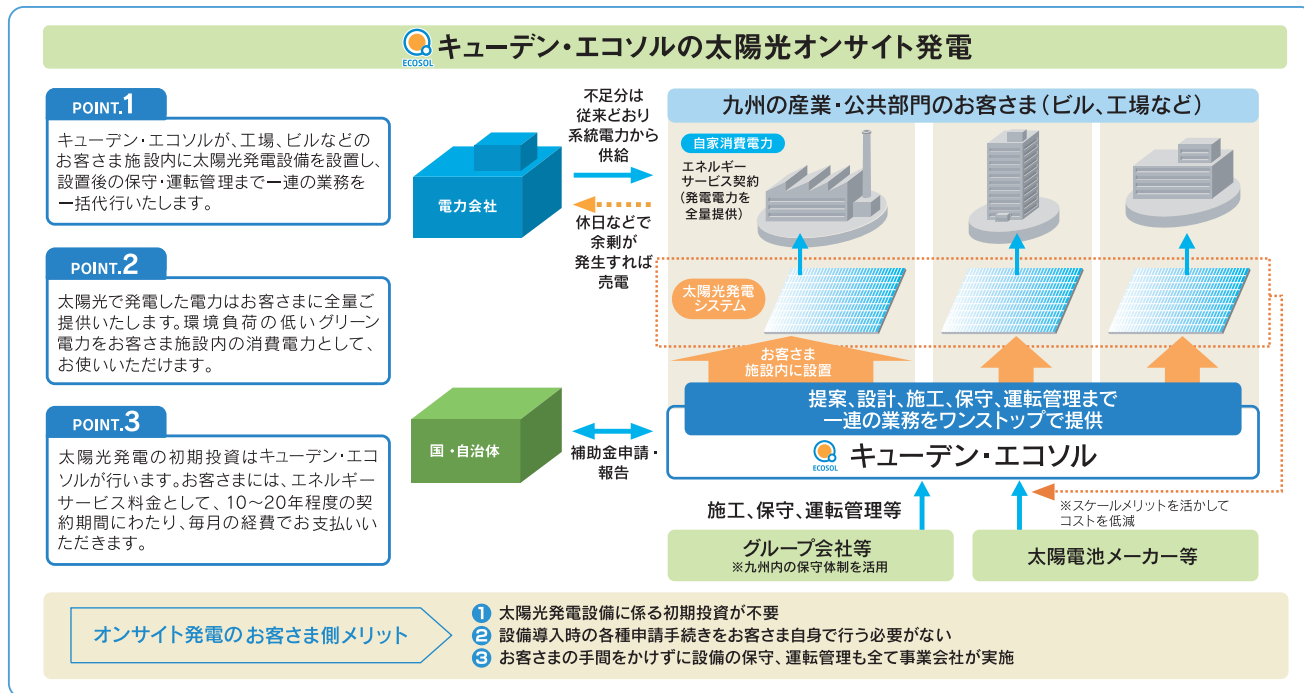 ECOSOL
キューデン・エコソルの太陽光オンサイト発電
POINT.1
キューデン・エコソルが、工場、ビルなどの
お客さま施設内に太陽光発電設備を設置し、
設置後の保守・運転管理まで一連の業務を
一括代行いたします。
POINT.2
太陽光で発電した電力はお客さまに全量ご
提供いたします。環境負荷の低いグリーン
電力をお客さま施設内の消費電力として、
お使いいただけます。
POINT.3
太陽光発電の初期投資はキューデン・エコ
ソルが行います。お客さまには、エネルギー
サービス料金として、10〜20年程度の契
約期間にわたり、毎月の経費でお支払いい
ただきます。
電力会社
不足分は
従来どおり
系統電力から
供給
休日などで
余剰が
発生すれば
売電
国・自治体
補助金申請・
報告
九州の産業・公共部門のお客さま（ビル、工場など）
自家消費電力
エネルギー
サービス契約
（発電電力を
全量提供）
太陽光発電
システム
お客さま
施設内に設置
提案、設計、施工、保守、運転管理まで
一連の業務をワンストップで提供
ECOSOL
キューデン・エコソル
施工、保守、運転管理等
※スケールメリットを活かして
コストを低減
グループ会社等
※九州内の保守体制を活用
太陽電池メーカー等
オンサイト発電のお客さま側メリット
1 太陽光発電設備に係る初期投資が不要
2 設備導入時の各種申請手続きをお客さま自身で行う必要がない
3 お客さまの手間をかけずに設備の保守、運転管理も全て事業会社が実施